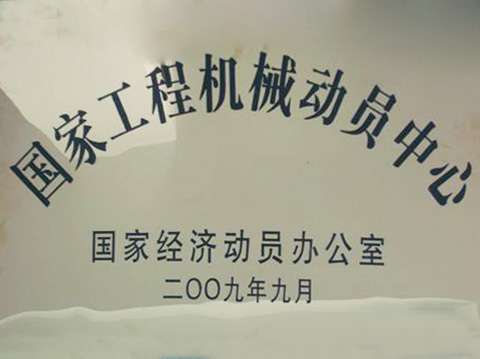 国家工程机械动员中心
国家经济动员办公室
二〇〇九年九月